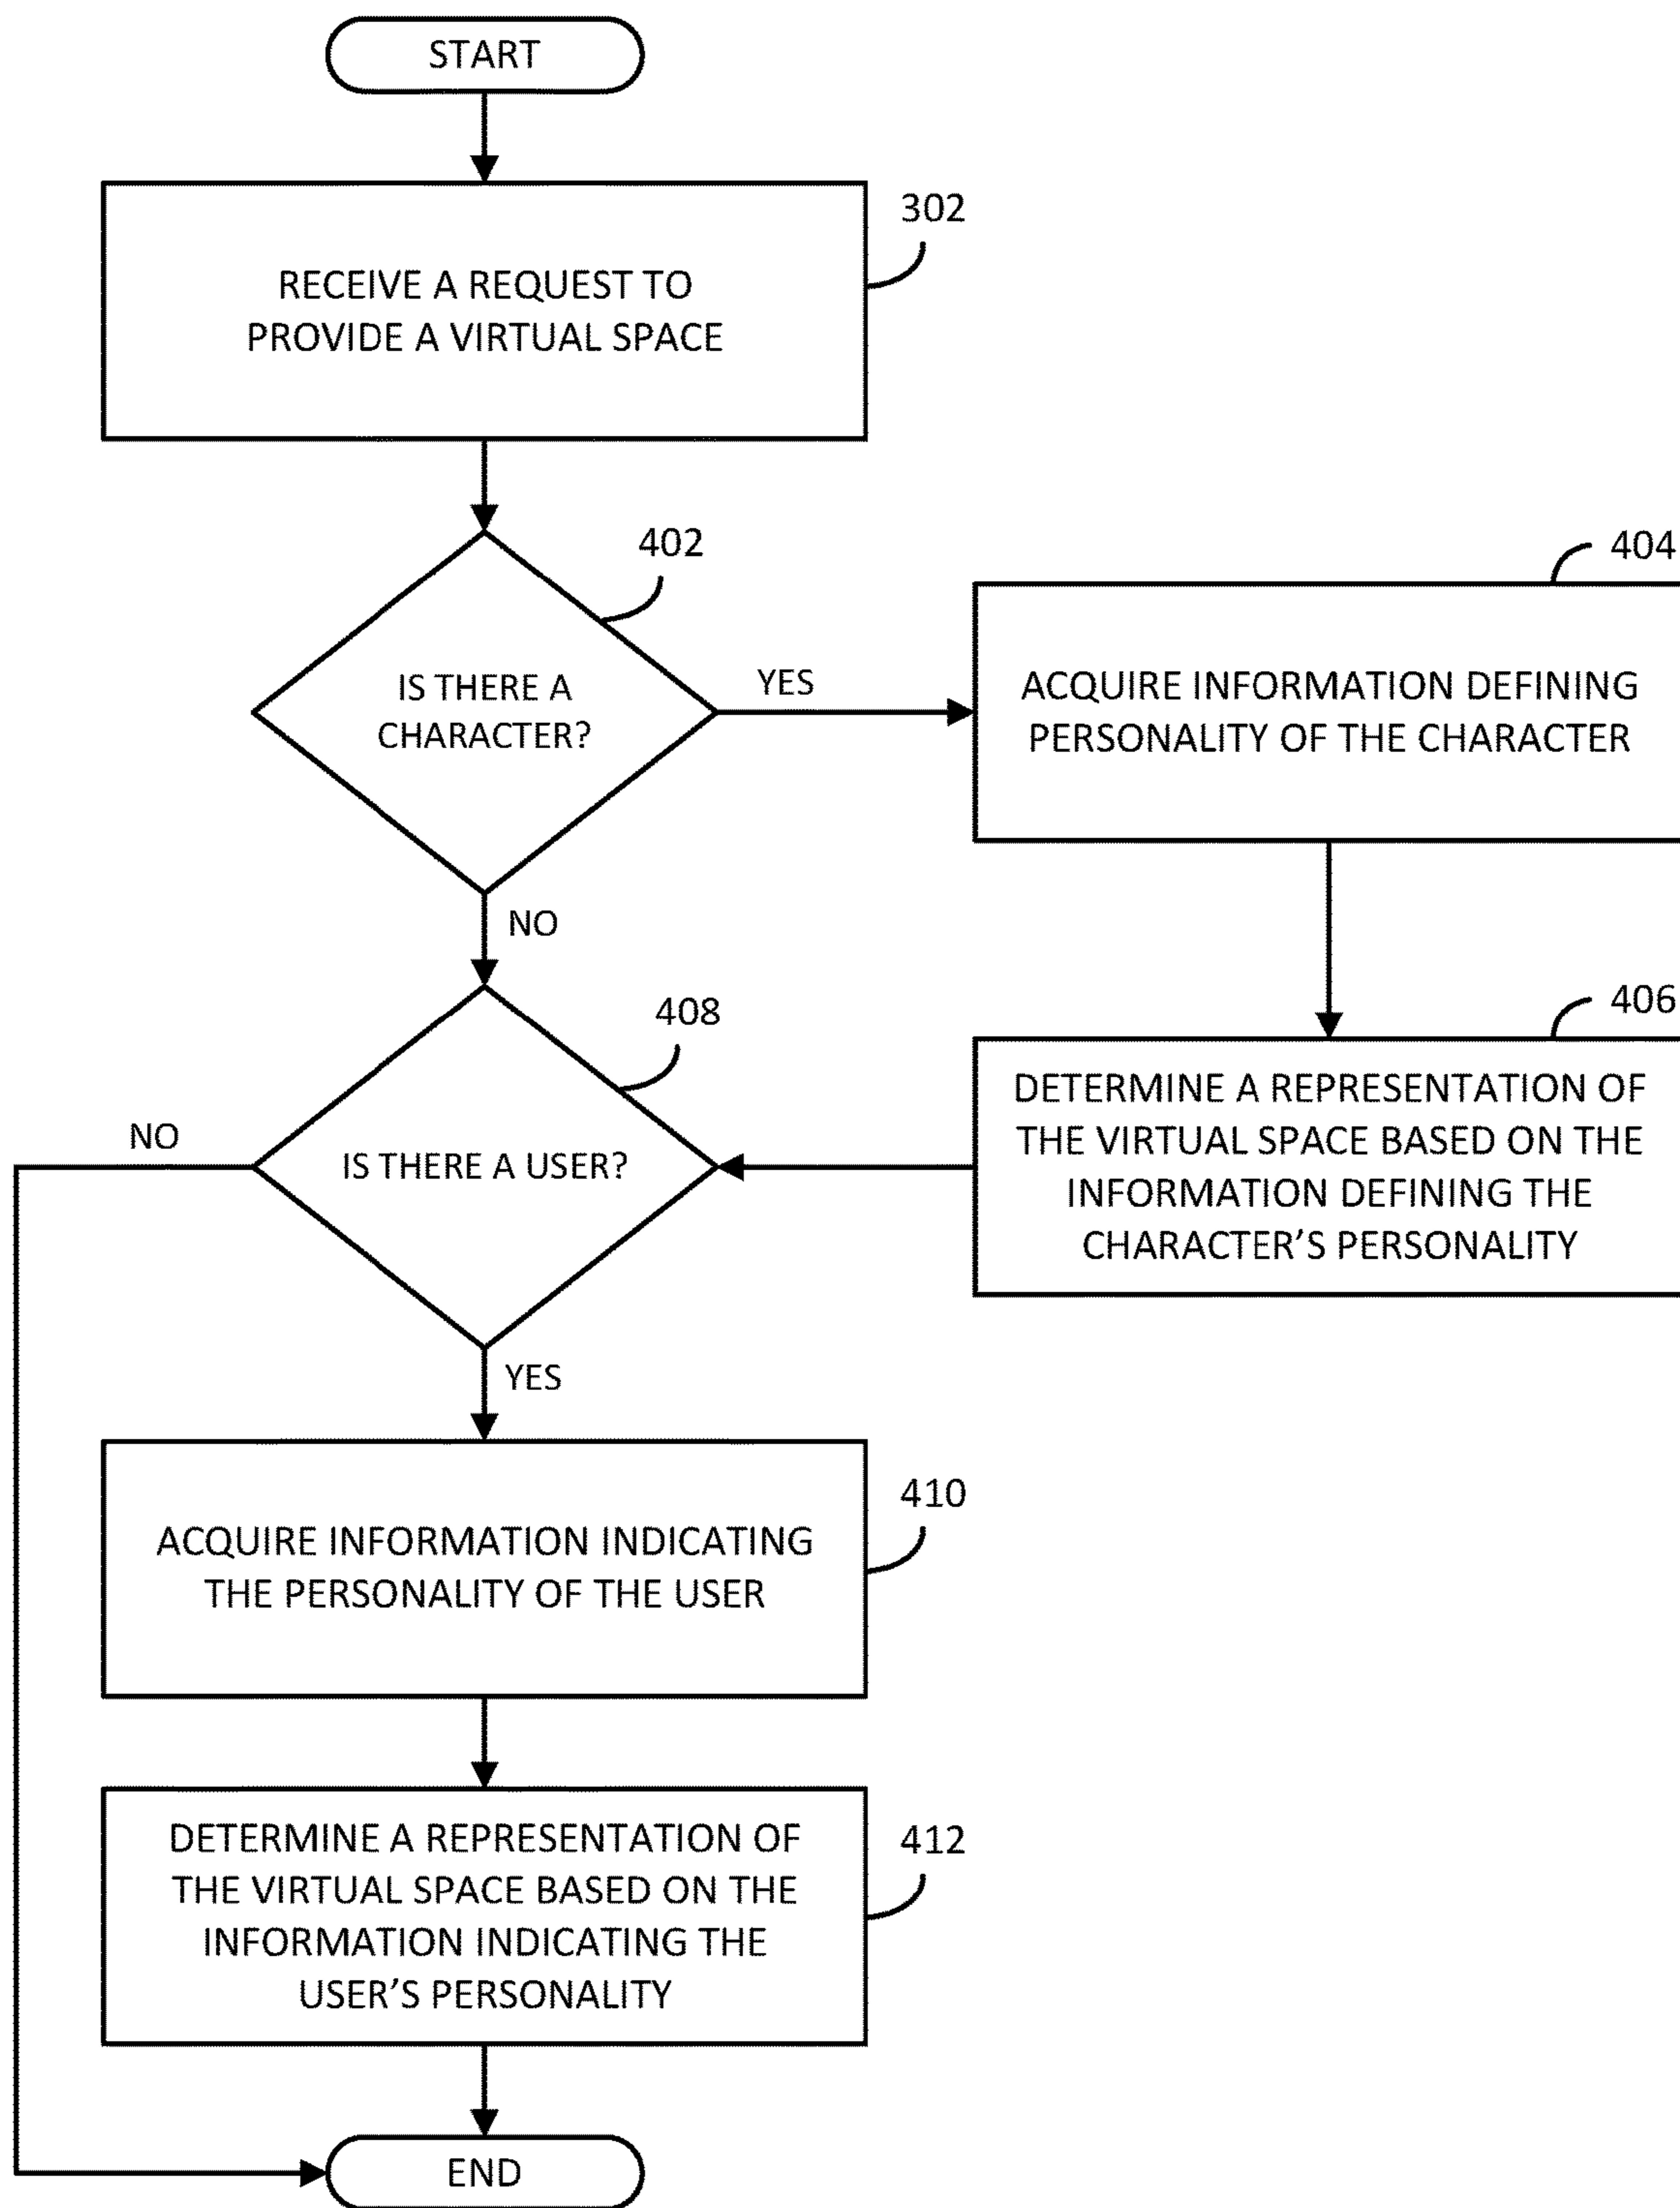 START
302
RECEIVE A REQUEST TO
PROVIDE A VIRTUAL SPACE
402
IS THERE A
CHARACTER?
YES
NO
404
ACQUIRE INFORMATION DEFINING
PERSONALITY OF THE CHARACTER
406
DETERMINE A REPRESENTATION OF
THE VIRTUAL SPACE BASED ON THE
INFORMATION DEFINING THE
CHARACTER’S PERSONALITY
408
IS THERE A USER?
NO
YES
410
ACQUIRE INFORMATION INDICATING
THE PERSONALITY OF THE USER
412
DETERMINE A REPRESENTATION OF
THE VIRTUAL SPACE BASED ON THE
INFORMATION INDICATING THE
USER’S PERSONALITY
END